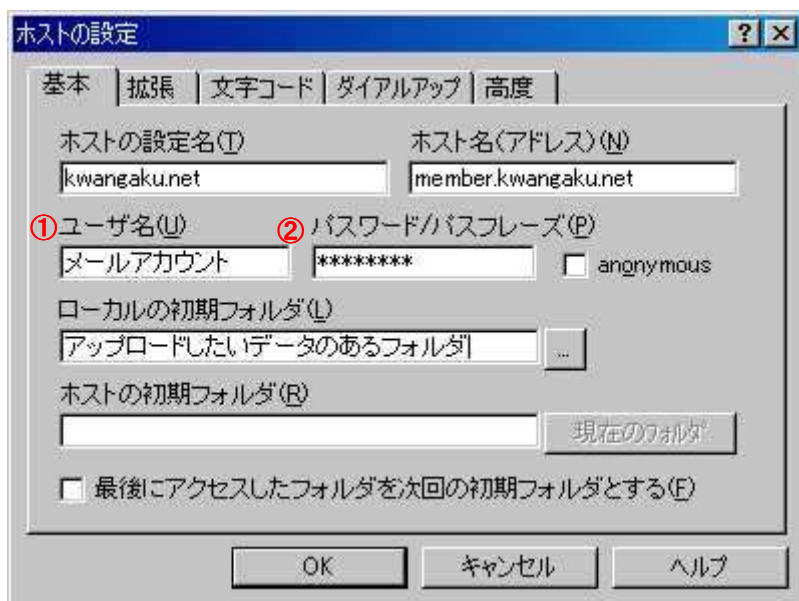 ホストの設定
基本 拡張 文字コード ダイアルアップ 高度
ホストの設定名(T) ホスト名(アドレス)(N)
kwangaku.net member.kwangaku.net
①ユーザ名(U) ②パスワード/パスフレーズ(P)
メールアカウント ******** anonymous
ローカルの初期フォルダ(L)
アップロードしたいデータのあるフォルダ ...
ホストの初期フォルダ(R)
現在のフォルダ
最後にアクセスしたフォルダを次回の初期フォルダとする(F)
OK キャンセル ヘルプ